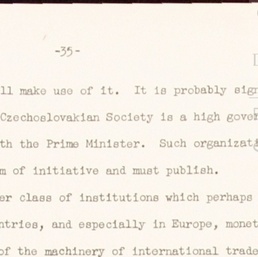 -35-
ll make use of it. It is probably sig
Czechoslovakian Society is a high gove
th the Prime Minister. Such organizat
m of initiative and must publish.
er class of institutions which perhaps
ntries, and especially in Europe, monet
of the machinery of international trade